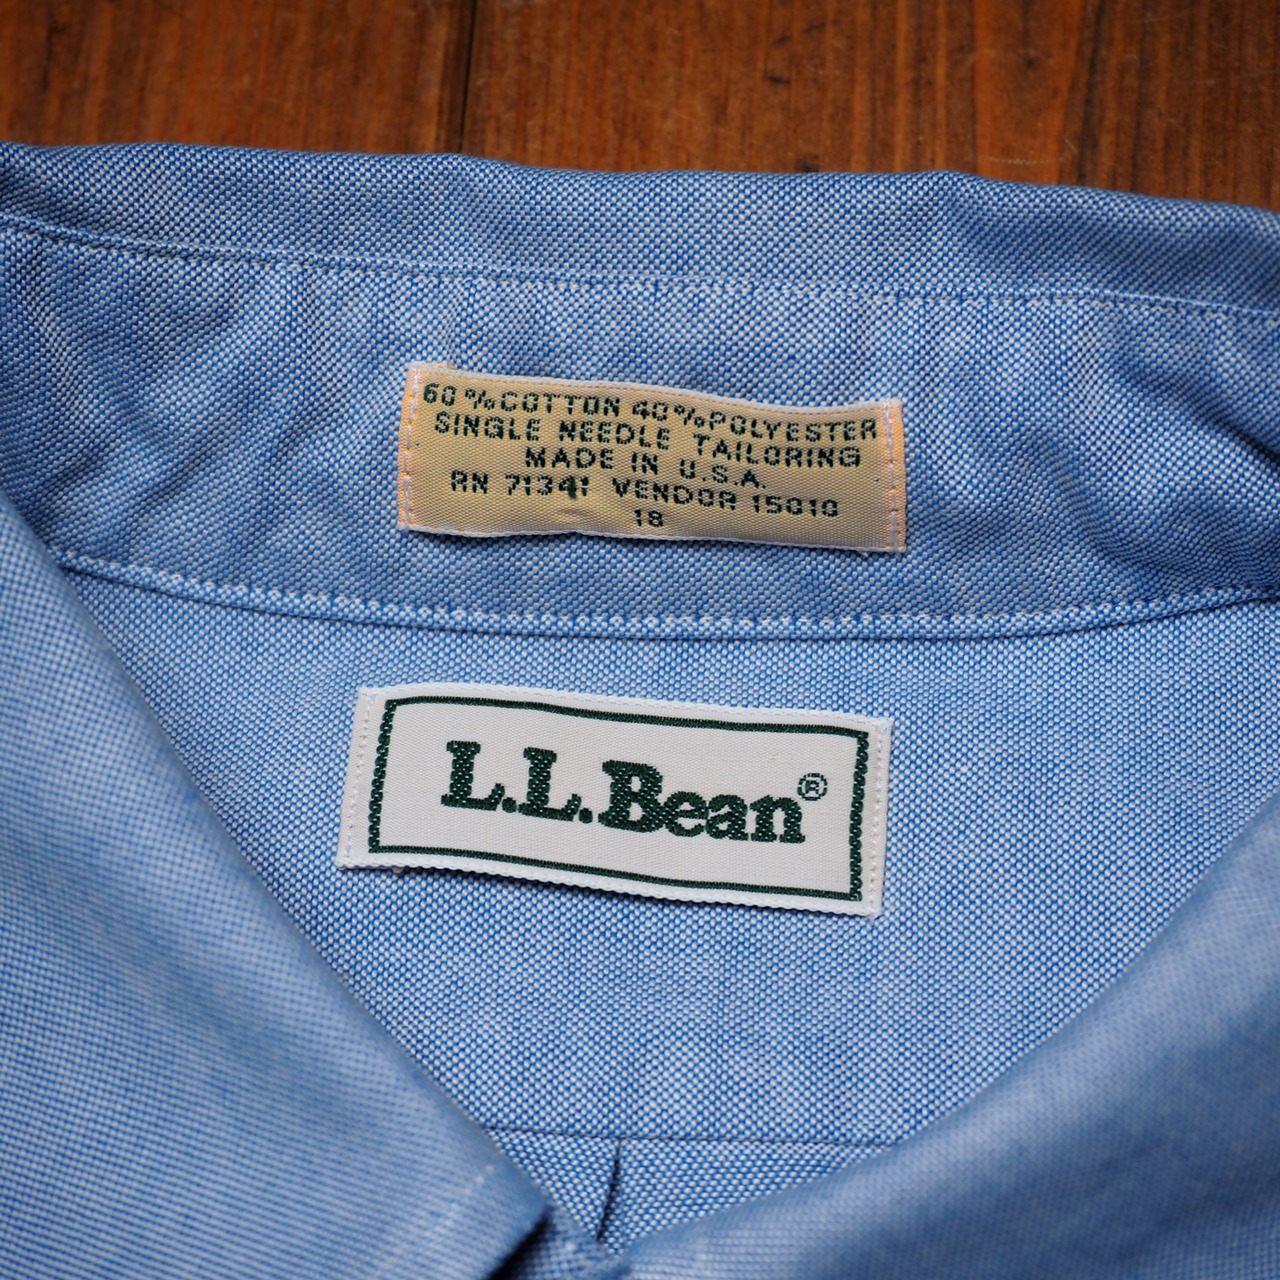 60% COTTON 40% POLYESTER
SINGLE NEEDLE TAILORING
MADE IN U.S.A.
RN 71341 VENDOR 15010
18
L.L.Bean®